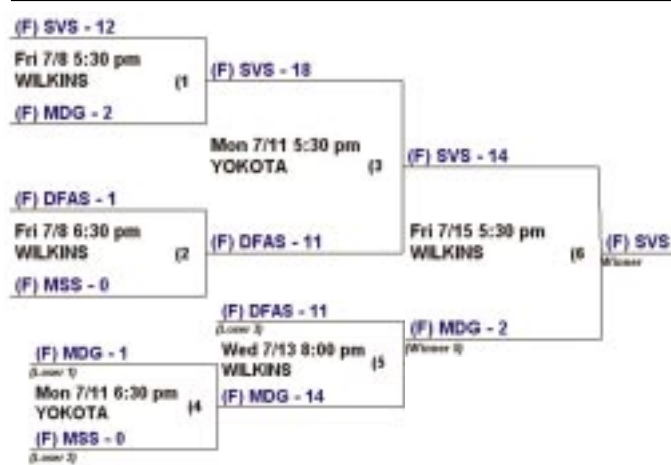 (F) SVS - 12
Fri 7/8 5:30 pm
WILKINS (1
(F) MDG - 2
(F) SVS - 18
Mon 7/11 5:30 pm
YOKOTA (3
(F) DFAS - 1
Fri 7/8 6:30 pm
WILKINS (2
(F) MSS - 0
(F) DFAS - 11
(F) SVS - 14
Fri 7/15 5:30 pm
WILKINS (6
(F) MDG - 2
(Winner 5)
(F) SVS
Winner
(F) DFAS - 11
(Loser 3)
Wed 7/13 8:00 pm
WILKINS (5
(F) MDG - 14
(F) MDG - 1
(Loser 1)
Mon 7/11 6:30 pm
YOKOTA (4
(F) MSS - 0
(Loser 2)